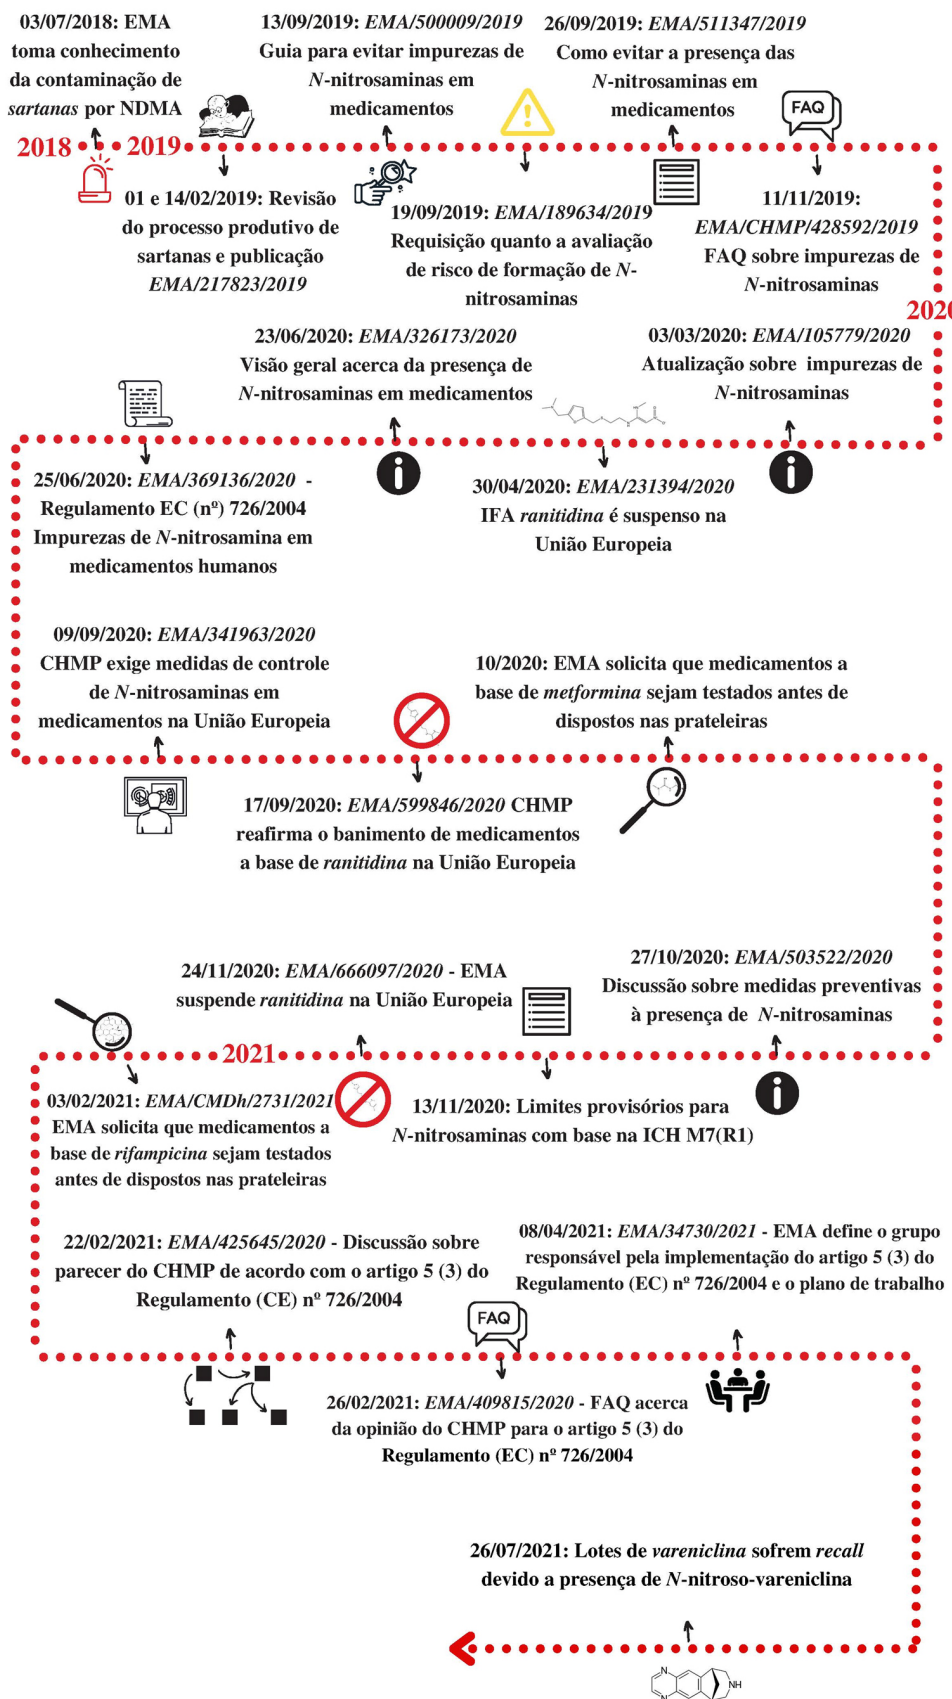 03/07/2018: EMA
toma conhecimento
da contaminação de
sartanas por NDMA
13/09/2019: EMA/500009/2019
Guia para evitar impurezas de
N-nitrosaminas em
medicamentos
26/09/2019: EMA/511347/2019
Como evitar a presença das
N-nitrosaminas em
medicamentos
FAQ
2018
2019
01 e 14/02/2019: Revisão
do processo produtivo de
sartanas e publicação
EMA/217823/2019
19/09/2019: EMA/189634/2019
Requisição quanto a avaliação
de risco de formação de N-
nitrosaminas
11/11/2019:
EMA/CHMP/428592/2019
FAQ sobre impurezas de
N-nitrosaminas
2020
23/06/2020: EMA/326173/2020
Visão geral acerca da presença de
N-nitrosaminas em medicamentos
03/03/2020: EMA/105779/2020
Atualização sobre impurezas de
N-nitrosaminas
25/06/2020: EMA/369136/2020 -
Regulamento EC (nº) 726/2004
Impurezas de N-nitrosamina em
medicamentos humanos
i
30/04/2020: EMA/231394/2020
IFA ranitidina é suspenso na
União Europeia
i
09/09/2020: EMA/341963/2020
CHMP exige medidas de controle
de N-nitrosaminas em
medicamentos na União Europeia
10/2020: EMA solicita que medicamentos a
base de metformina sejam testados antes de
dispostos nas prateleiras
17/09/2020: EMA/599846/2020 CHMP
reafirma o banimento de medicamentos
a base de ranitidina na União Europeia
24/11/2020: EMA/666097/2020 - EMA
suspende ranitidina na União Europeia
27/10/2020: EMA/503522/2020
Discussão sobre medidas preventivas
à presença de N-nitrosaminas
2021
03/02/2021: EMA/CMDh/2731/2021
EMA solicita que medicamentos a
base de rifampicina sejam testados
antes de dispostos nas prateleiras
13/11/2020: Limites provisórios para
N-nitrosaminas com base na ICH M7(R1)
i
22/02/2021: EMA/425645/2020 - Discussão sobre
parecer do CHMP de acordo com o artigo 5 (3) do
Regulamento (CE) nº 726/2004
08/04/2021: EMA/34730/2021 - EMA define o grupo
responsável pela implementação do artigo 5 (3) do
Regulamento (EC) nº 726/2004 e o plano de trabalho
FAQ
26/02/2021: EMA/409815/2020 - FAQ acerca
da opinião do CHMP para o artigo 5 (3) do
Regulamento (EC) nº 726/2004
26/07/2021: Lotes de vareniclina sofrem recall
devido a presença de N-nitroso-vareniclina
N
N
NH